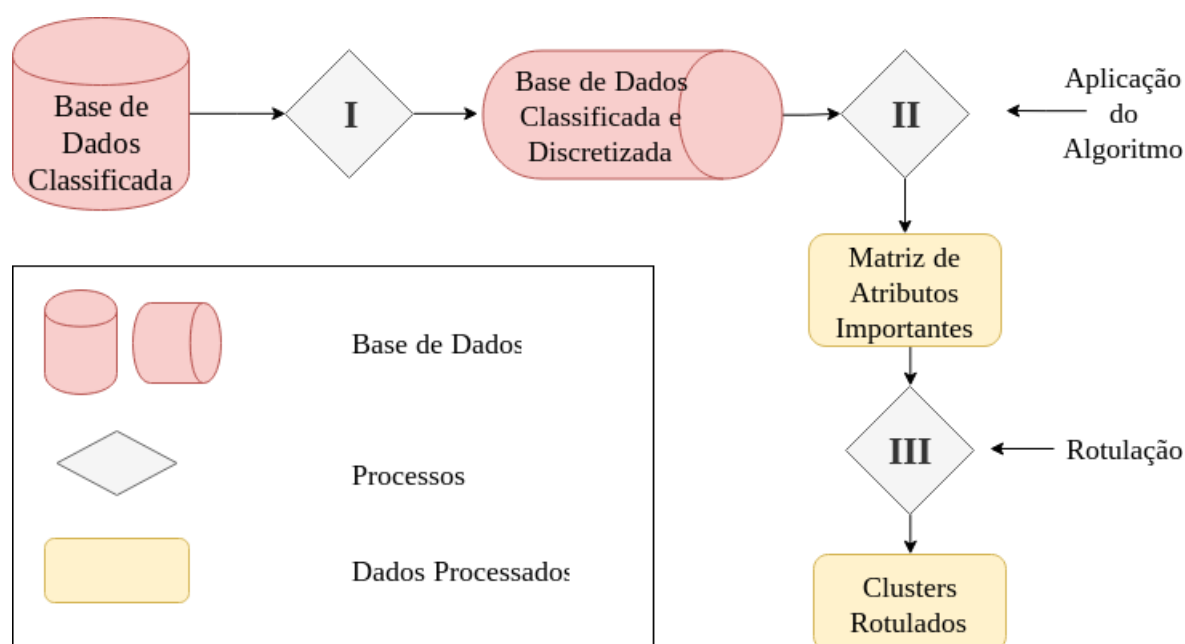 Base de
Dados
Classificada
I
Base de Dados
Classificada e
Discretizada
II
Aplicação
do
Algoritmo
Matriz de
Atributos
Importantes
III
Rotulação
Clusters
Rotulados
Base de Dados
Processos
Dados Processados